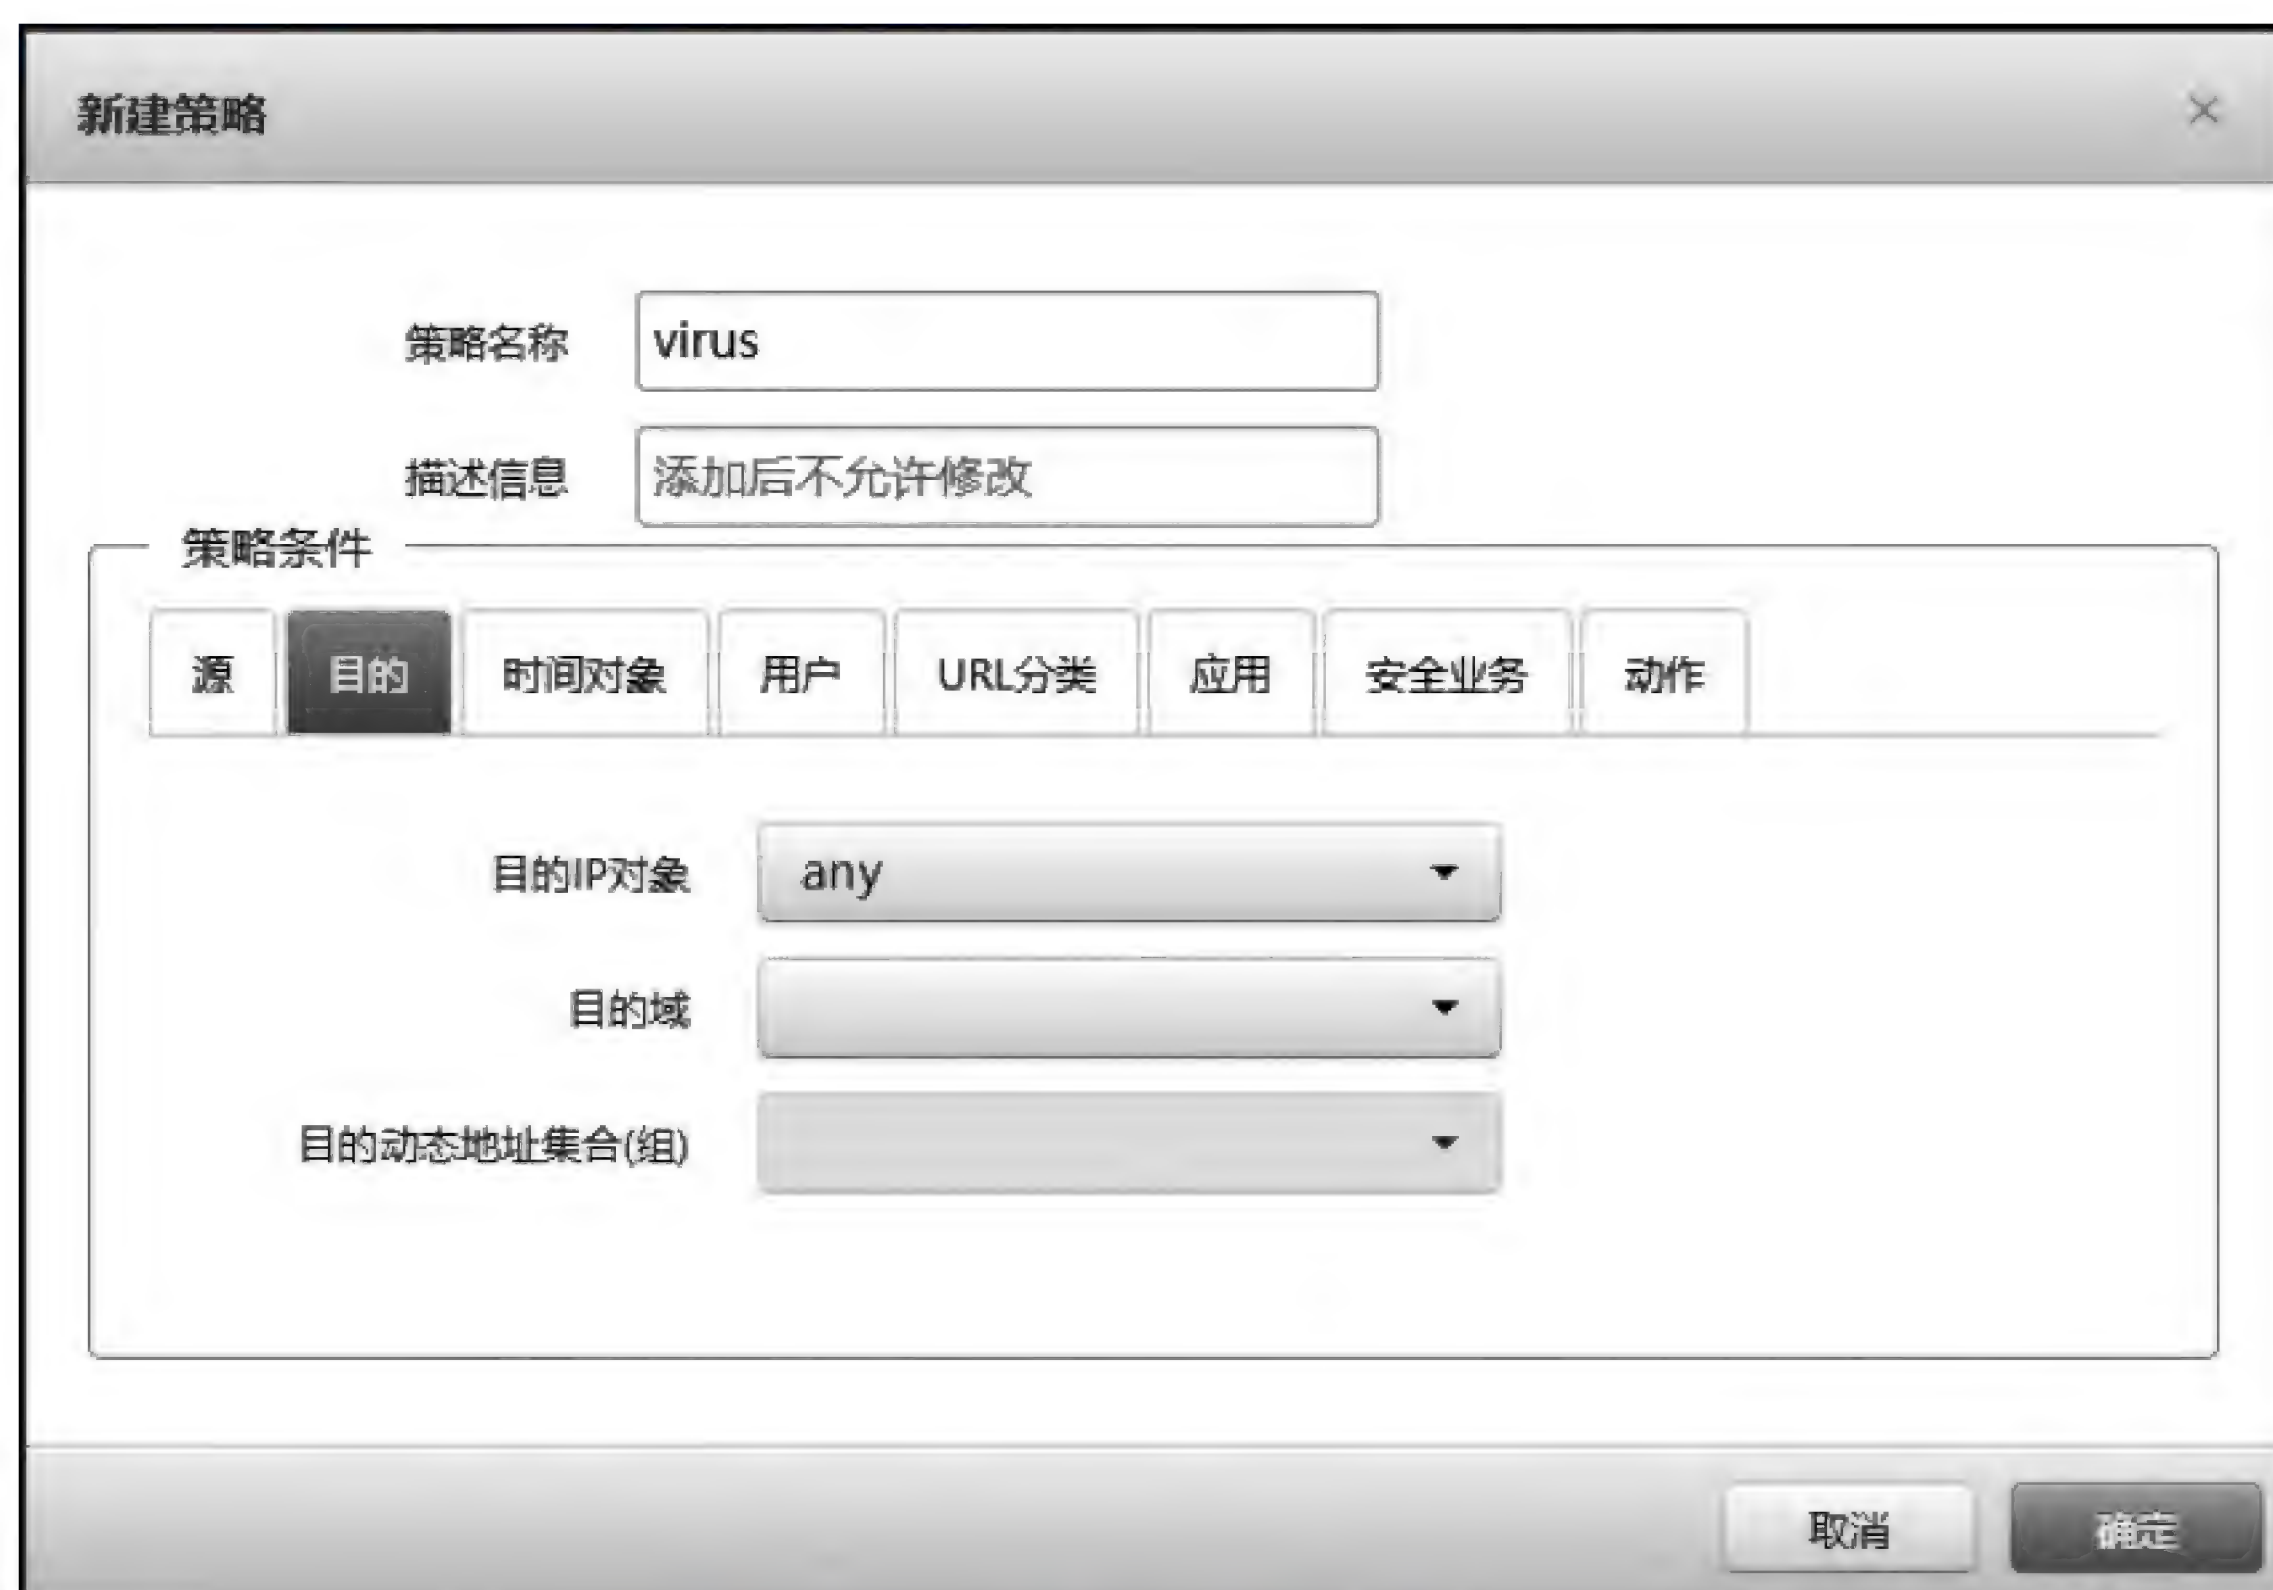 新建策略
策略名称 virus
描述信息 添加后不允许修改
策略条件
源 目的 时间对象 用户 URL分类 应用 安全业务 动作
目的IP对象 any
目的域
目的动态地址集合(组)
取消 确定